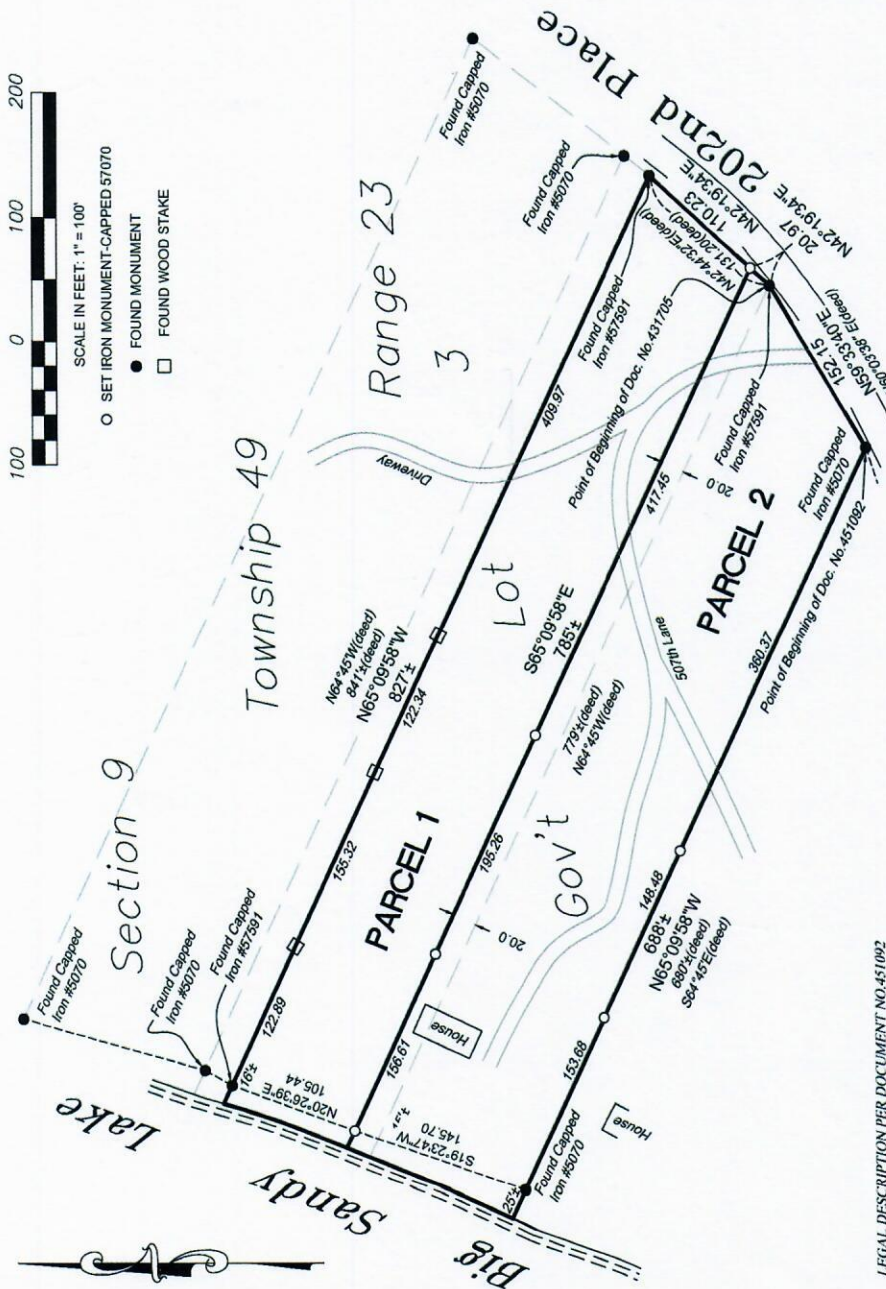 100
0
100
200
SCALE IN FEET: 1" = 100'
SET IRON MONUMENT-CAPPED 57070
FOUND MONUMENT
FOUND WOOD STAKE
N
Found Capped
Iron #5070
Found Capped
Iron #5070
Found Capped
Iron #57591
Section 9
Township 49
Range 23
Found Capped
Iron #5070
Found Capped
Iron #5070
202nd Place
Big Sandy Lake
16'±
122.89
155.32
122.34
409.97
N64°45'W(deed)
841'±(deed)
N65°09'58"W
827'±
Driveway
3
Lot
Gov't
Found Capped
Iron #57591
Point of Beginning of Doc. No.431705
N42°44'32"E(deed)
131.20(deed)
110.23
N42°19'34"E
N42°19'34"E
20.97
N20°26'39"E
105.44
PARCEL 1
156.61
195.26
417.45
S65°09'58"E
785'±
15'±
20.0
20.0
779'±(deed)
N64°45'W(deed)
Found Capped
Iron #57591
House
S19°23'47"W
145.70
507th Lane
PARCEL 2
N59°33'40"E
152.15
N60°03'38" E(deed)
Found Capped
Iron #5070
25'±
Found Capped
Iron #5070
House
153.68
148.48
360.37
688'±
N65°09'58"W
680'±(deed)
S64°45'E(deed)
Point of Beginning of Doc. No.451092
LEGAL DESCRIPTION PER DOCUMENT NO.451092